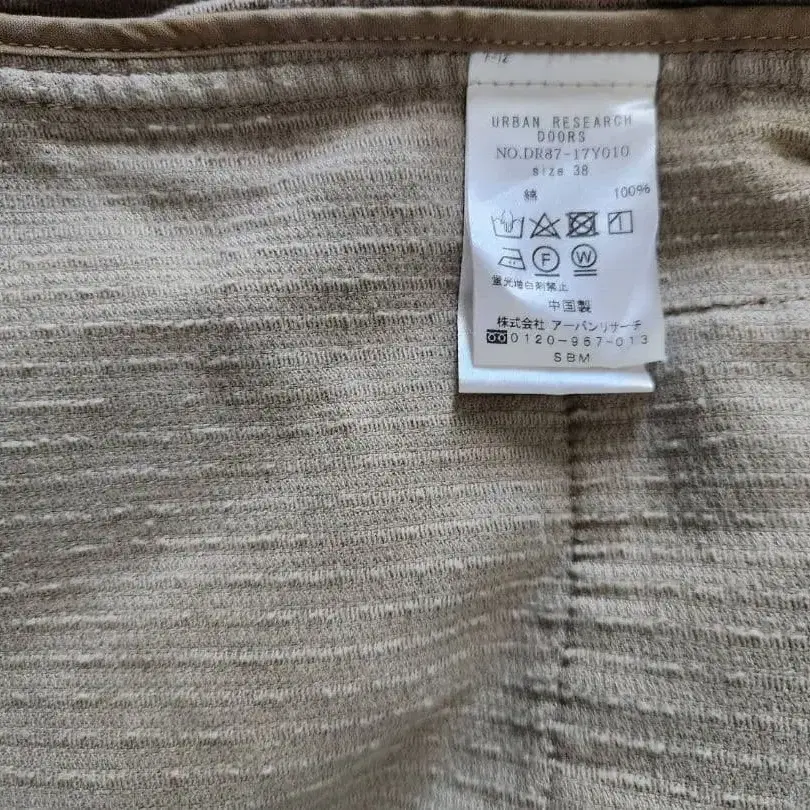 URBAN RESEARCH
DOORS
NO.DR87-17Y010
size 38
綿 100%
F W
蛍光増白剤禁止
中国製
株式会社 アーバンリサーチ
0120-967-013
SBM